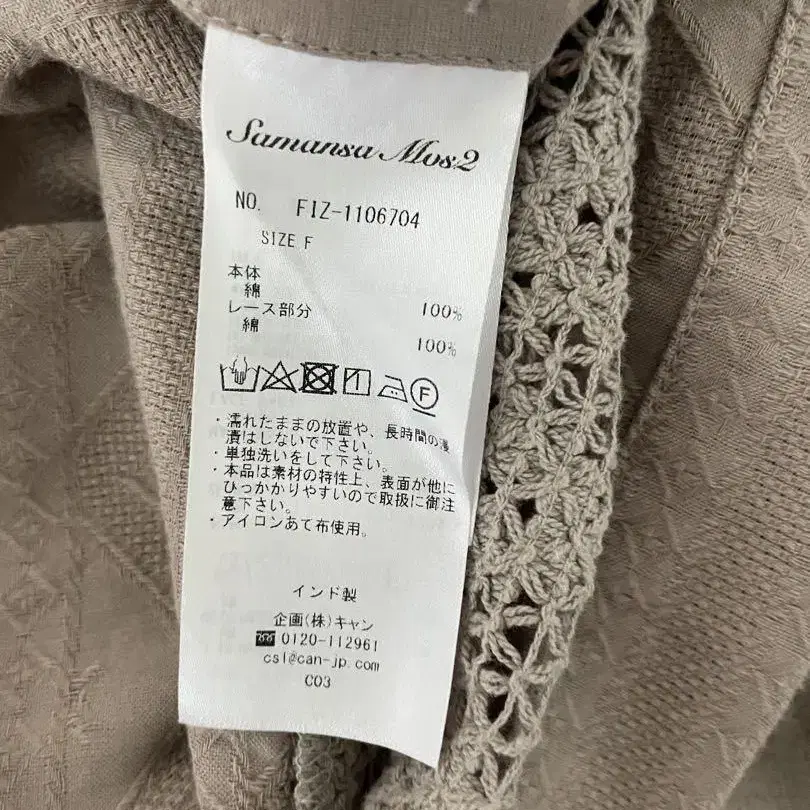 Samansa Mos2
NO. FIZ-1106704
SIZE F
本体
綿 100%
レース部分
綿 100%
F
・濡れたままの放置や、長時間の浸
漬はしないで下さい。
・単独洗いをして下さい。
・本品は素材の特性上、表面が他に
ひっかかりやすいので取扱に御注
意下さい。
・アイロンあて布使用。
インド製
企画(株)キャン
0120-112961
csl@can-jp.com
C03